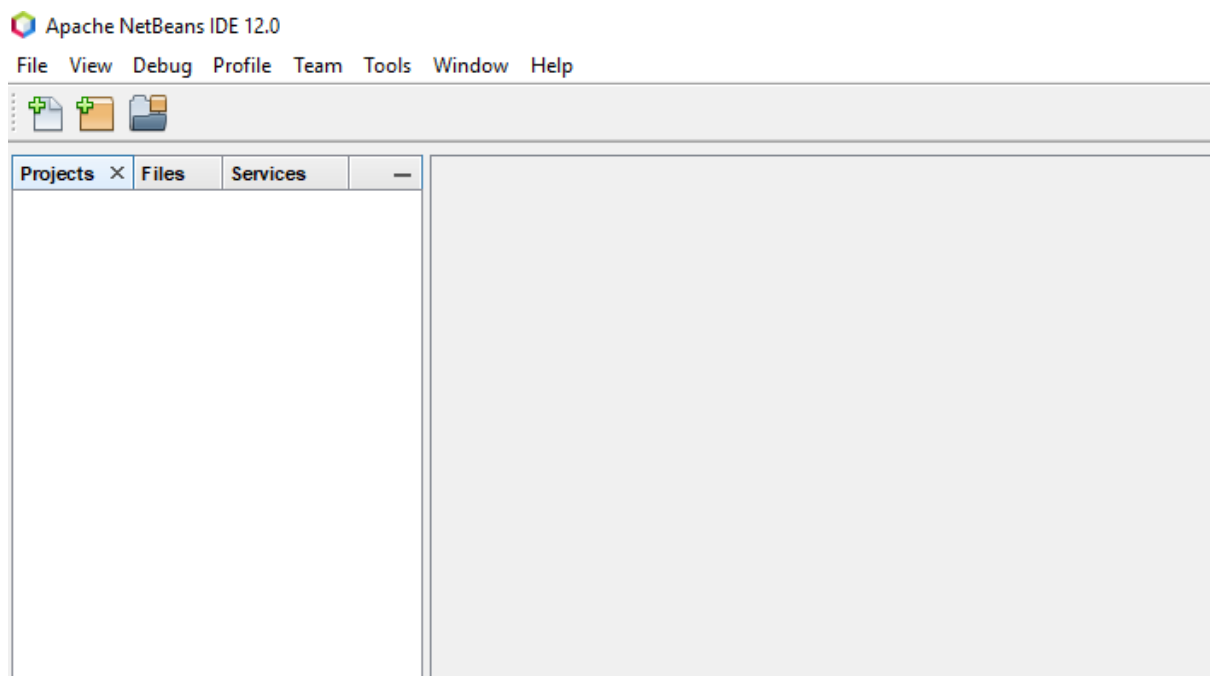 Apache NetBeans IDE 12.0
File View Debug Profile Team Tools Window Help
Projects Files Services